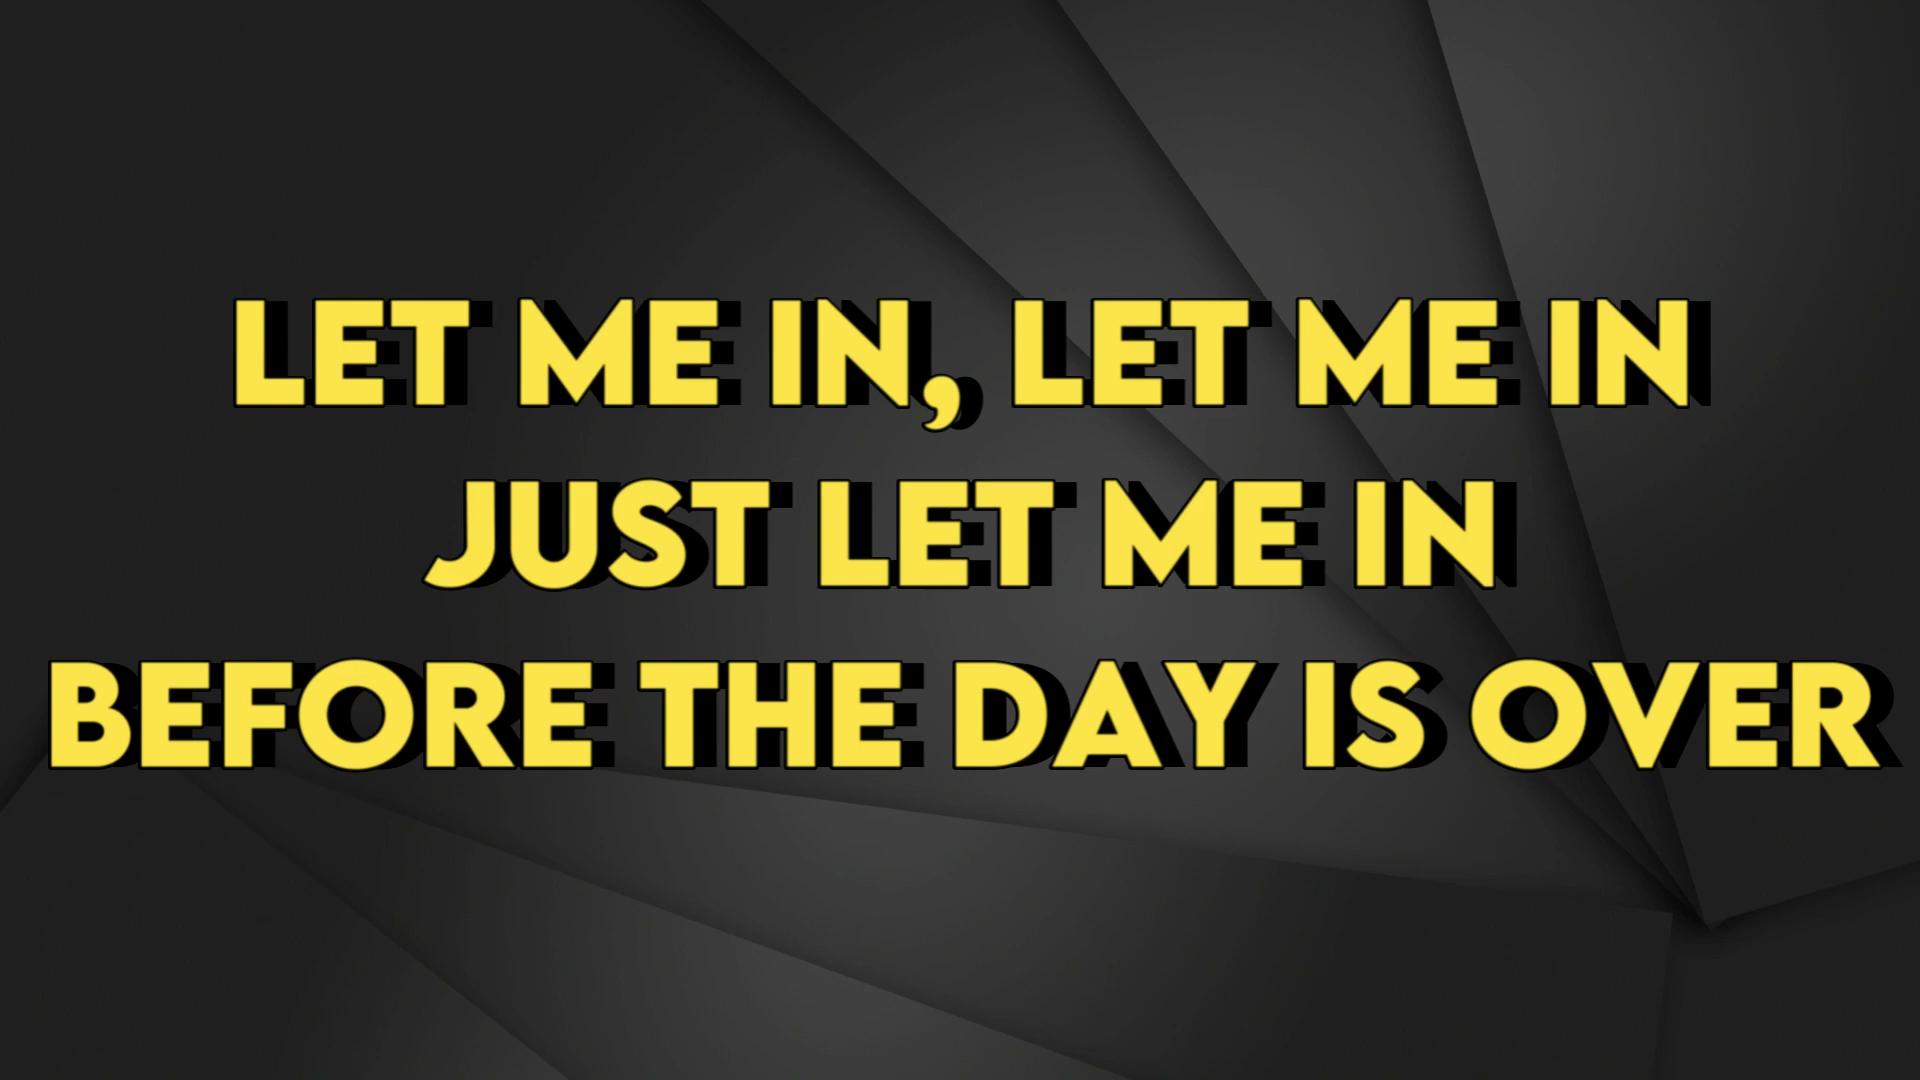 LET ME IN, LET ME IN
JUST LET ME IN
BEFORE THE DAY IS OVER